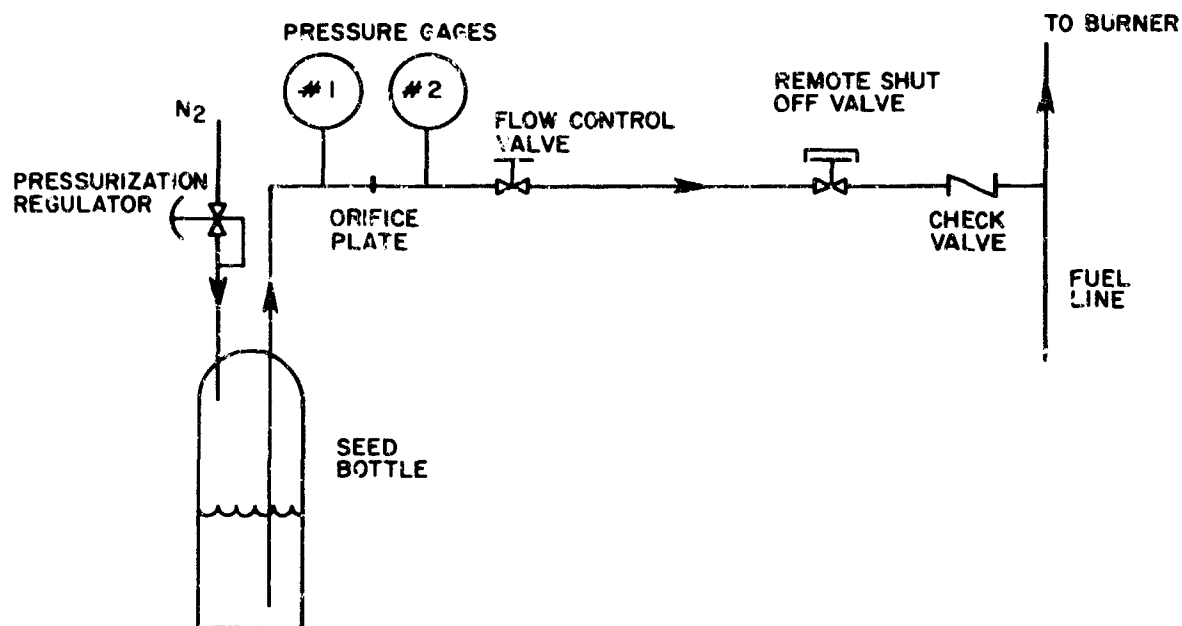 TO BURNER
PRESSURE GAGES
#1
#2
REMOTE SHUT
OFF VALVE
N2
FLOW CONTROL
VALVE
PRESSURIZATION
REGULATOR
ORIFICE
PLATE
CHECK
VALVE
FUEL
LINE
SEED
BOTTLE